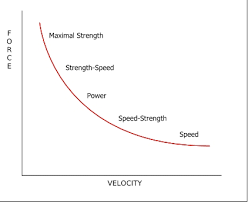 FORCE
Maximal Strength
Strength-Speed
Power
Speed-Strength
Speed
VELOCITY